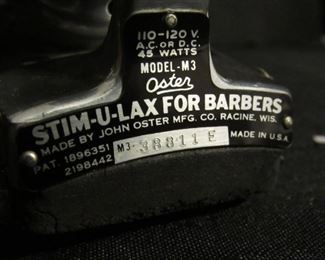 110-120 V.
A.C. OR D.C.
45 WATTS
MODEL-M3
Oster
STIM-U-LAX FOR BARBERS
MADE BY JOHN OSTER MFG. CO. RACINE, WIS.
PAT. 1896351 MADE IN U.S.A.
2198442
M3- 38811 E